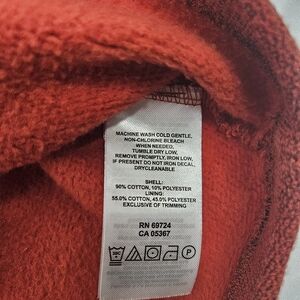 MACHINE WASH COLD GENTLE,
NON-CHLORINE BLEACH
WHEN NEEDED,
TUMBLE DRY LOW,
REMOVE PROMPTLY, IRON LOW,
IF PRESENT DO NOT IRON DECAL,
DRYCLEANABLE
SHELL:
90% COTTON, 10% POLYESTER
LINING:
55.0% COTTON, 45.0% POLYESTER
EXCLUSIVE OF TRIMMING
RN 69724
CA 05367
P